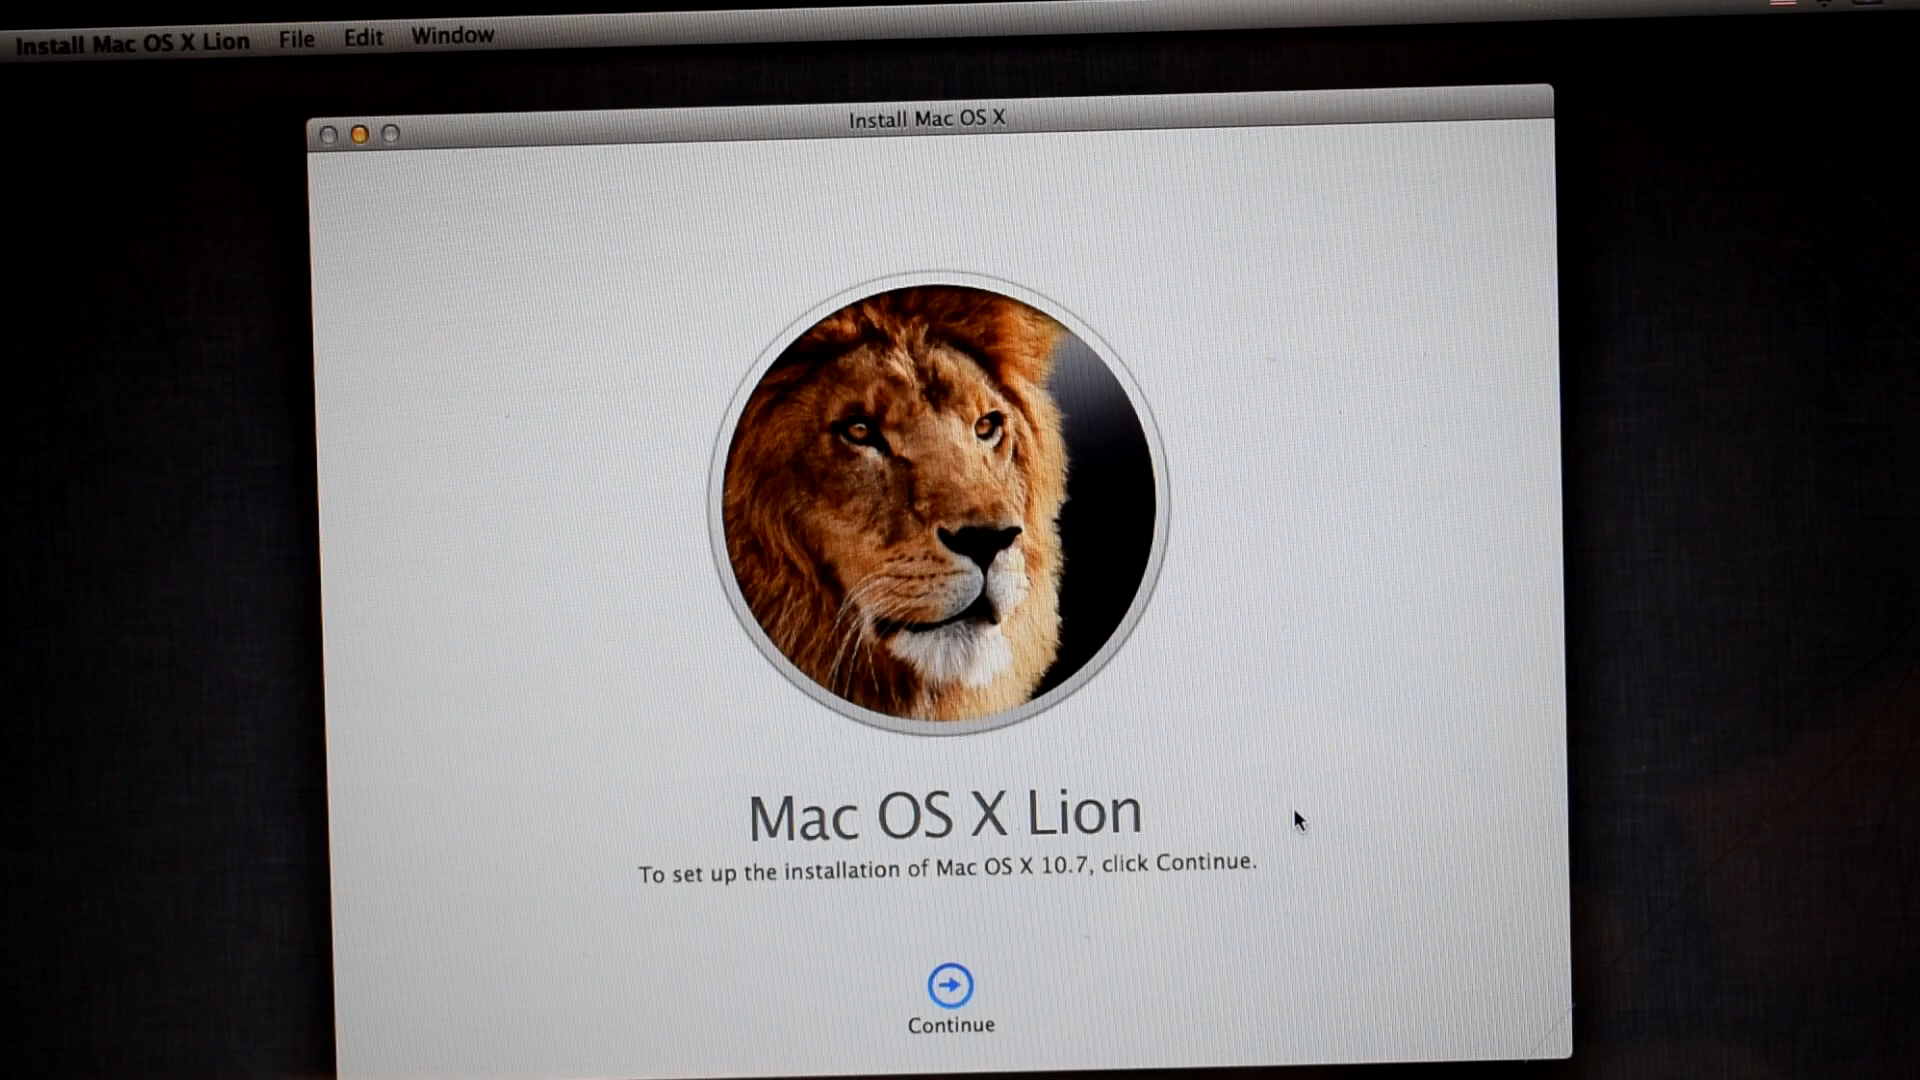 Install Mac OS X Lion File Edit Window
Install Mac OS X
Mac OS X Lion
To set up the installation of Mac OS X 10.7, click Continue.
Continue